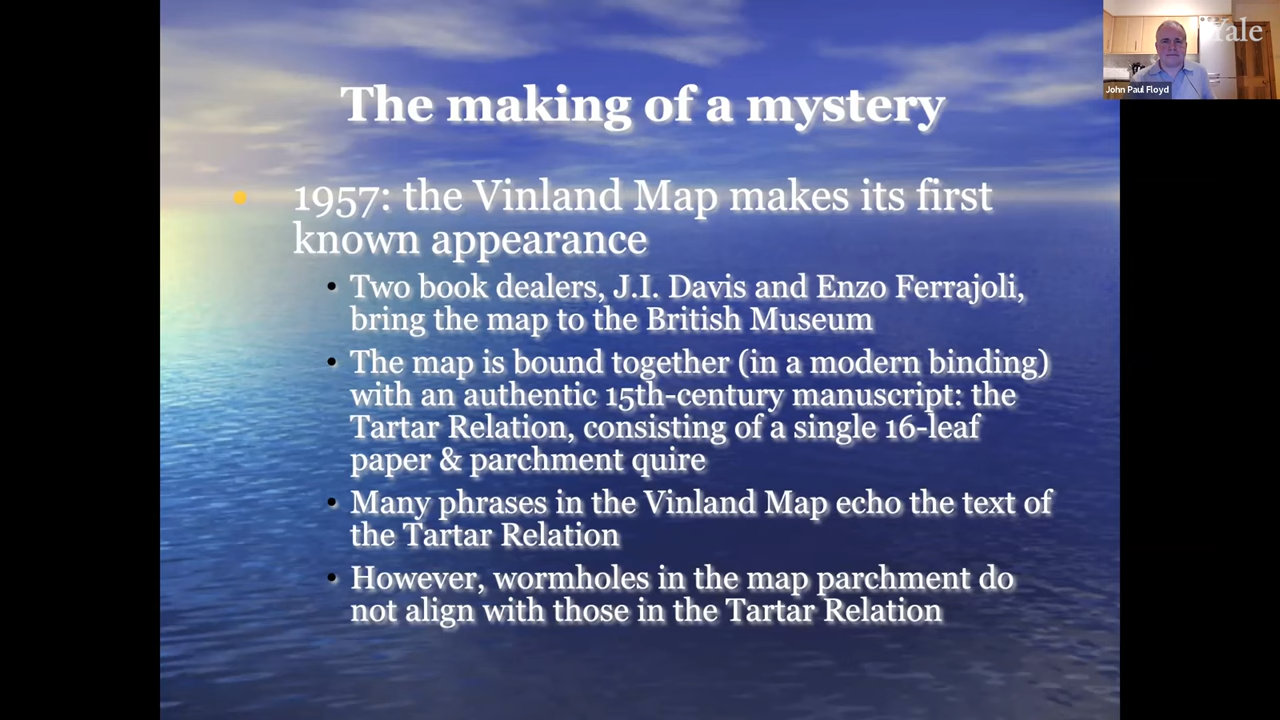 Yale
John Paul Floyd
The making of a mystery
1957: the Vinland Map makes its first
known appearance
• Two book dealers, J.I. Davis and Enzo Ferrajoli,
bring the map to the British Museum
• The map is bound together (in a modern binding)
with an authentic 15th-century manuscript: the
Tartar Relation, consisting of a single 16-leaf
paper & parchment quire
• Many phrases in the Vinland Map echo the text of
the Tartar Relation
• However, wormholes in the map parchment do
not align with those in the Tartar Relation